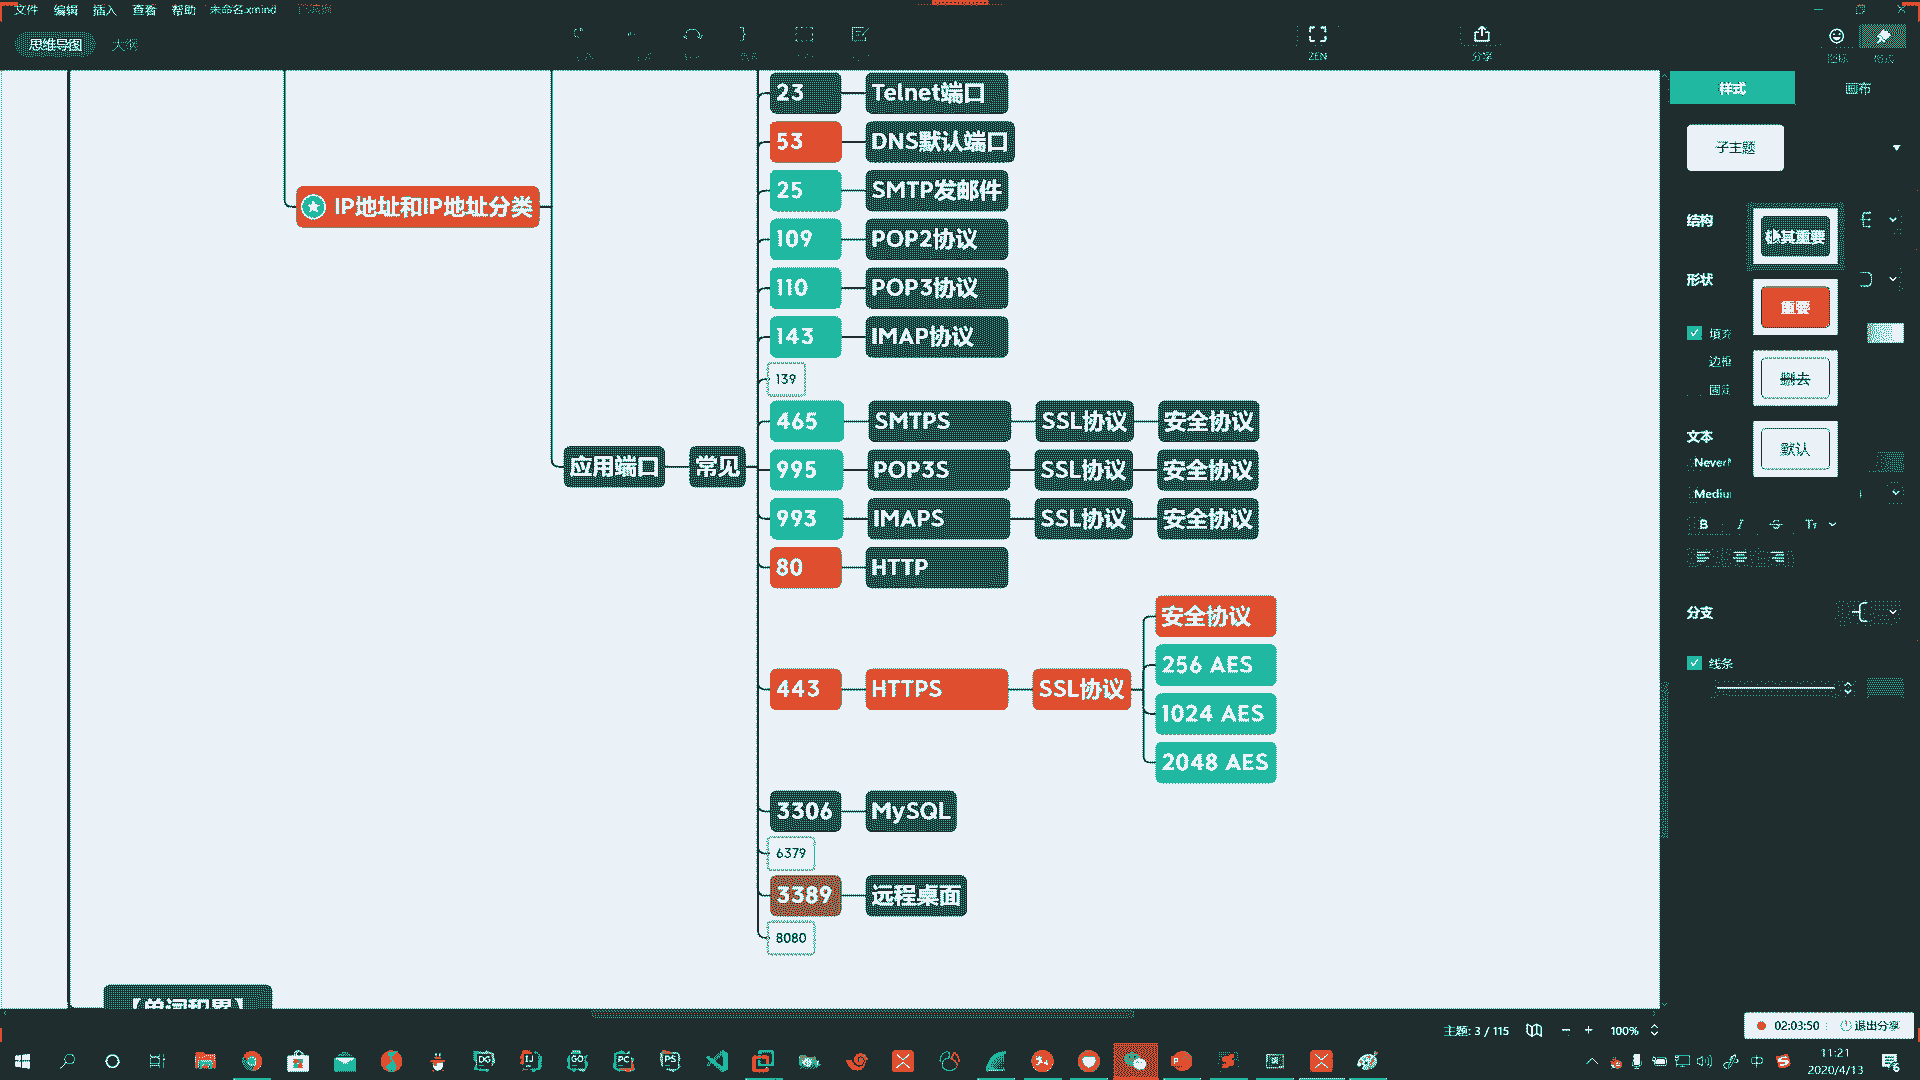 文件 编辑 插入 查看 帮助 未命名.xmind
思维导图 大纲
ZEN 分享
样式 画布
子主题
结构
极其重要
形状
重要
填充
边框
删去
固定
默认
文本
Mediu
B I S Tт
分支
线条
23 Telnet端口
53 DNS默认端口
25 SMTP发邮件
109 POP2协议
110 POP3协议
143 IMAP协议
139
465 SMTPS SSL协议 安全协议
995 POP3S SSL协议 安全协议
993 IMAPS SSL协议 安全协议
80 HTTP
443 HTTPS SSL协议
安全协议
256 AES
1024 AES
2048 AES
3306 MySQL
6379
3389 远程桌面
8080
IP地址和IP地址分类
应用端口 常见
主题: 3 / 115 100%
02:03:50 退出分享
中
11:21
2020/4/13